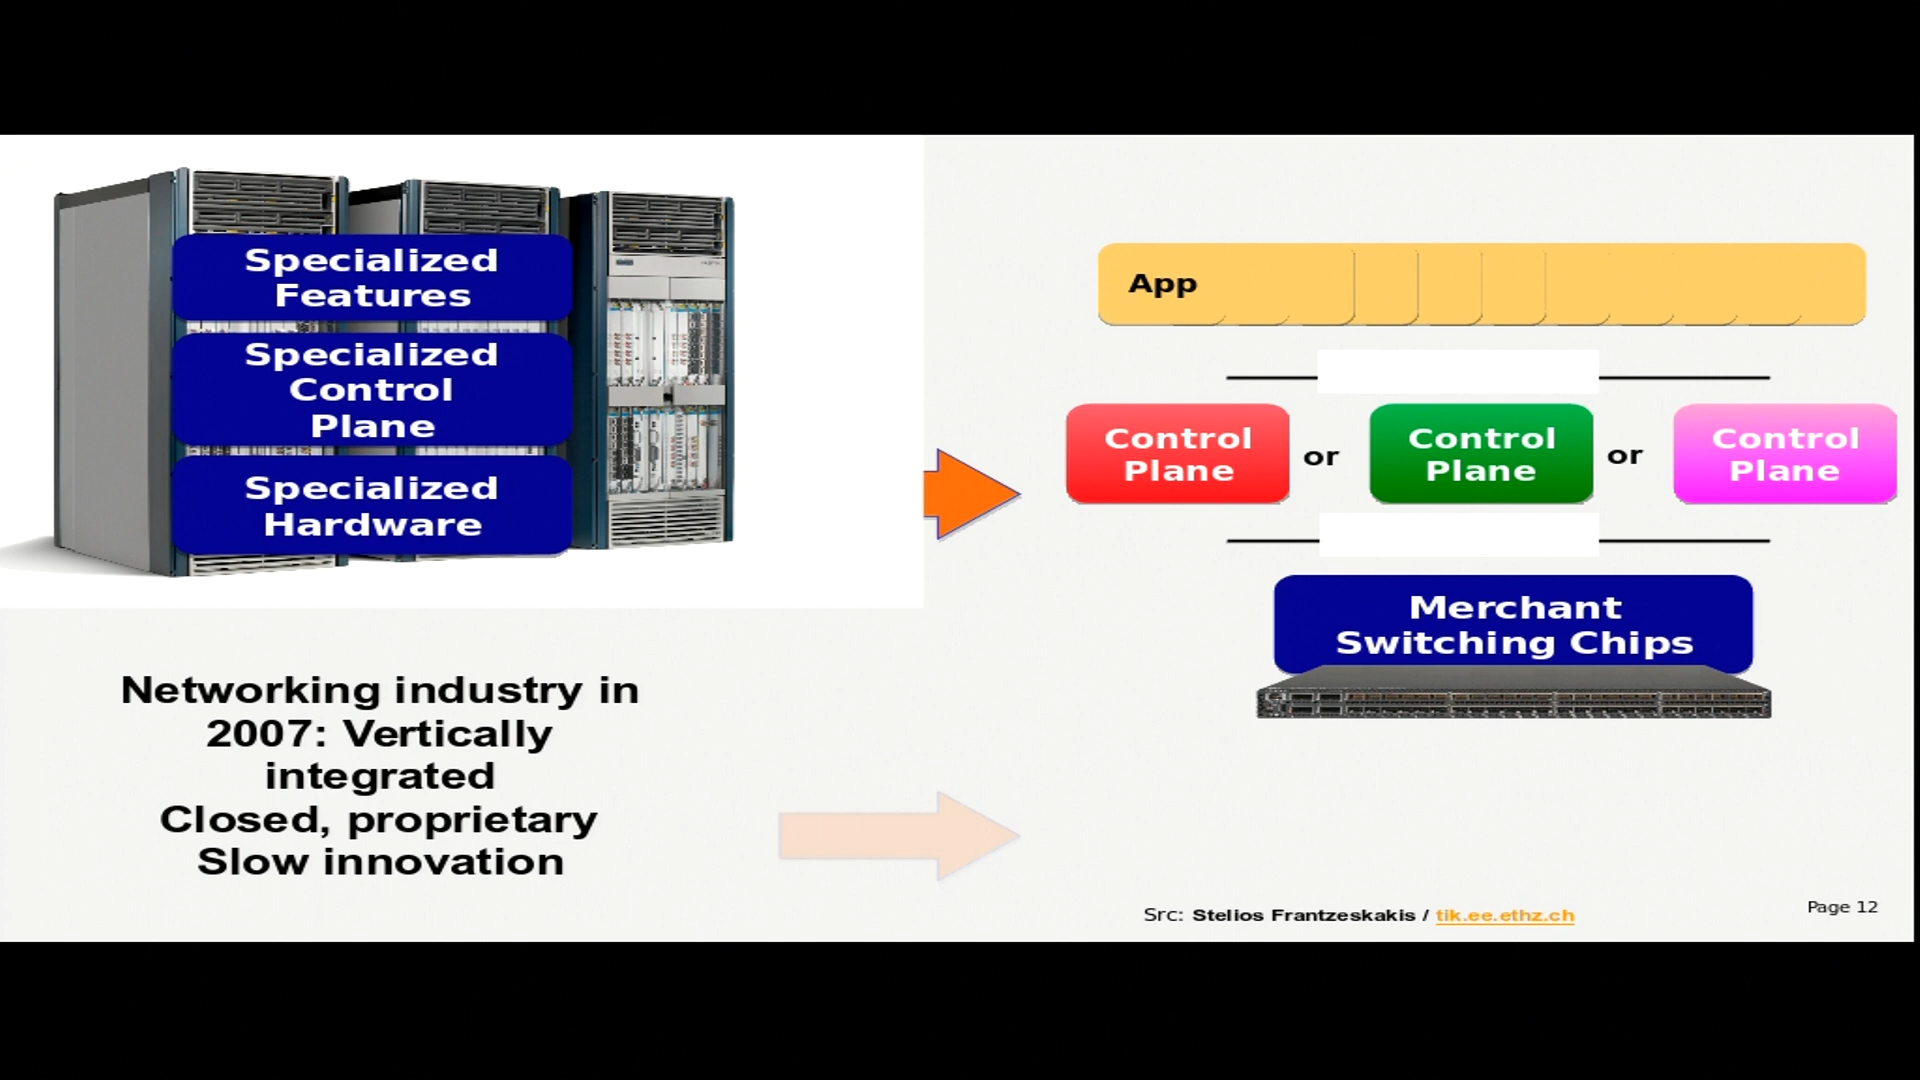 Specialized
Features
Specialized
Control
Plane
Specialized
Hardware
Networking industry in
2007: Vertically
integrated
Closed, proprietary
Slow innovation
App
Control
Plane
or
Control
Plane
or
Control
Plane
Merchant
Switching Chips
Src: Stelios Frantzeskakis / tik.ee.ethz.ch
Page 12